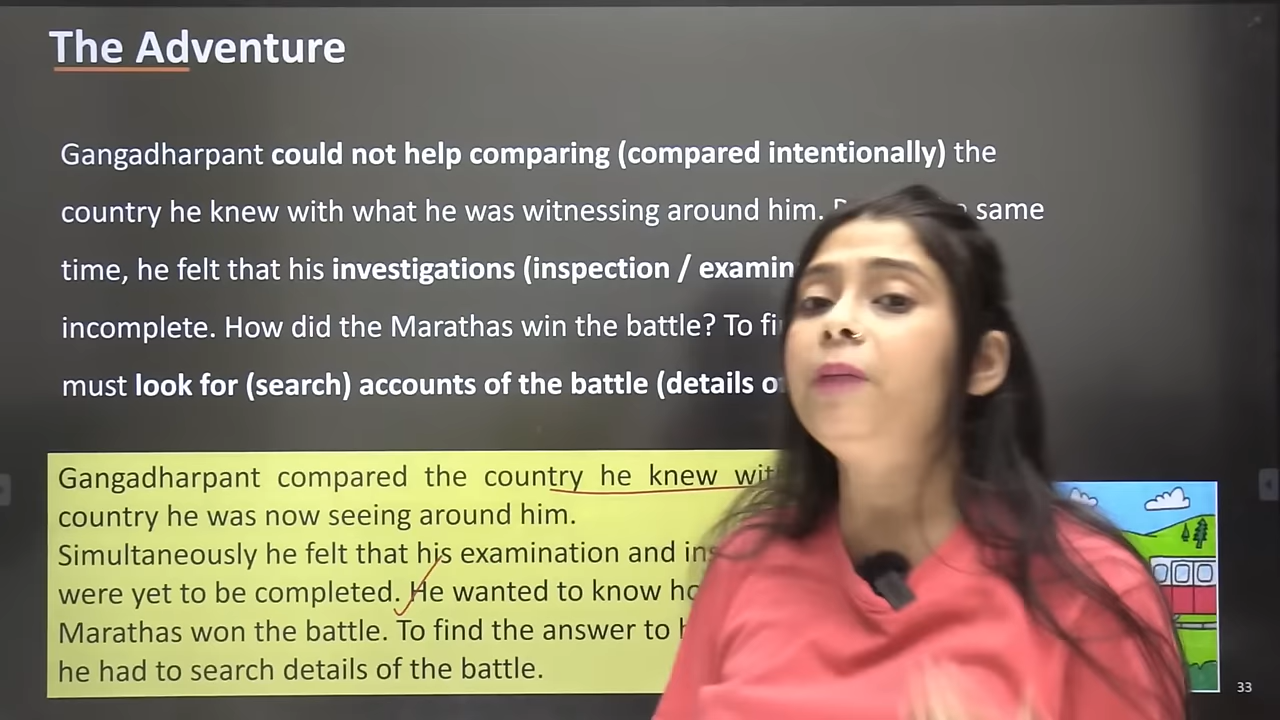 The Adventure
Gangadharpant could not help comparing (compared intentionally) the
country he knew with what he was witnessing around him. same
time, he felt that his investigations (inspection / examin
incomplete. How did the Marathas win the battle? To
must look for (search) accounts of the battle (details
Gangadharpant compared the country he knew
country he was now seeing around him.
Simultaneously he felt that his examination and
were yet to be completed. He wanted to know
Marathas won the battle. To find the answer to
he had to search details of the battle.
33